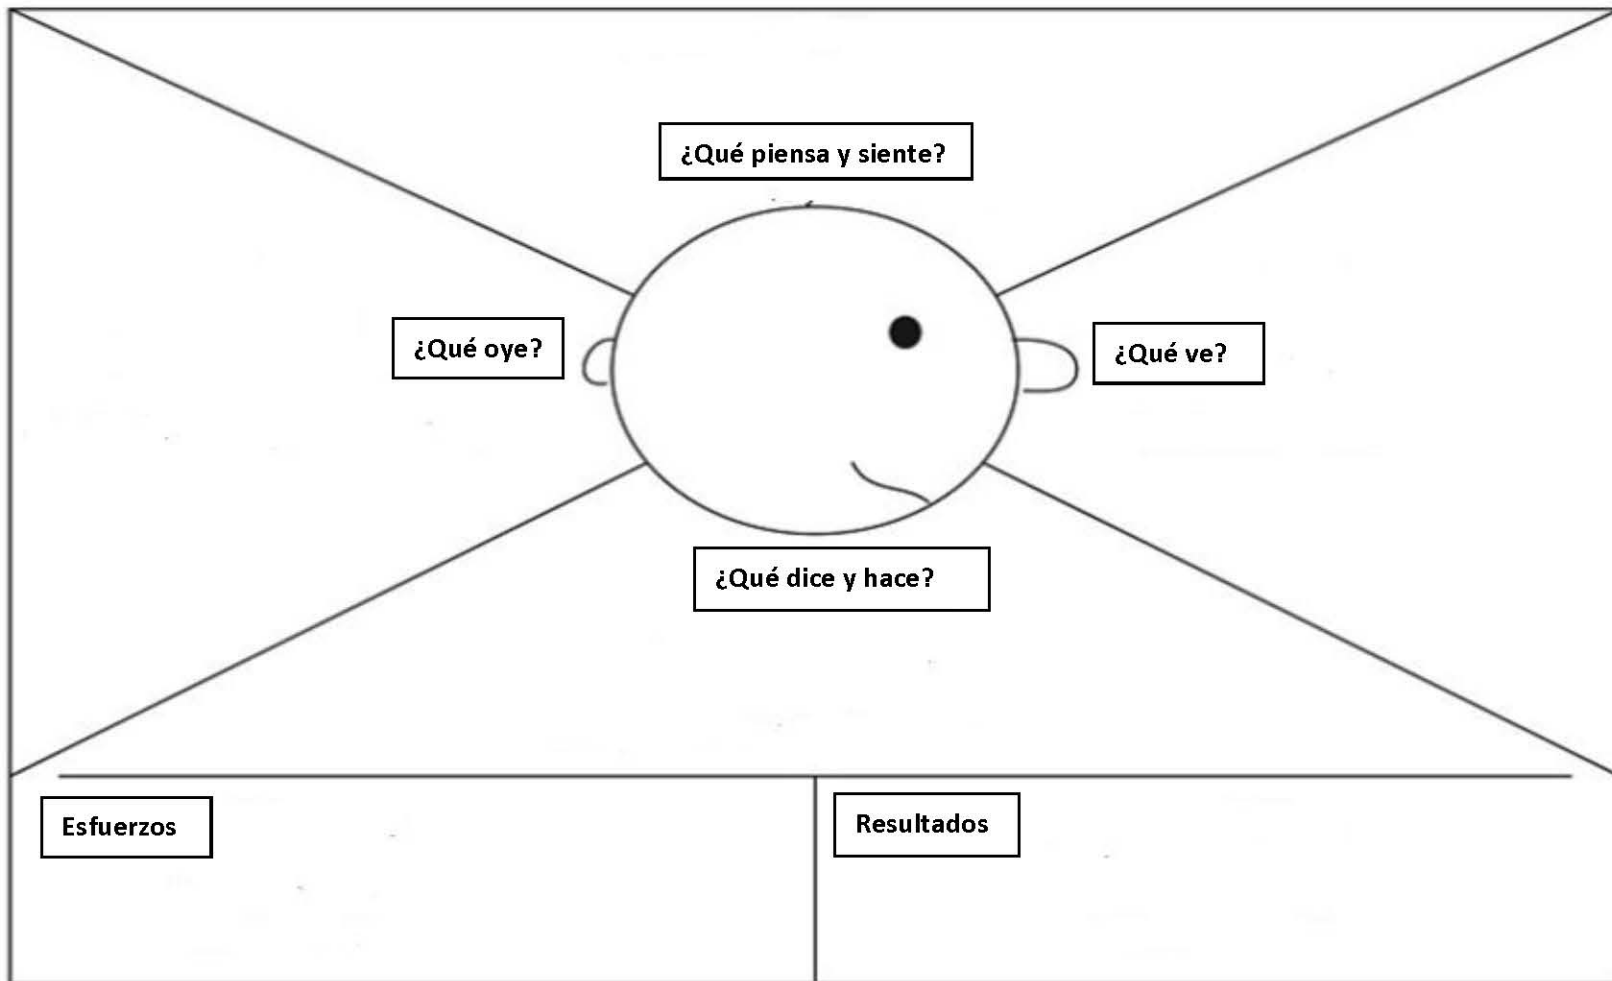 ¿Qué piensa y siente?
¿Qué oye?
¿Qué ve?
¿Qué dice y hace?
Esfuerzos
Resultados